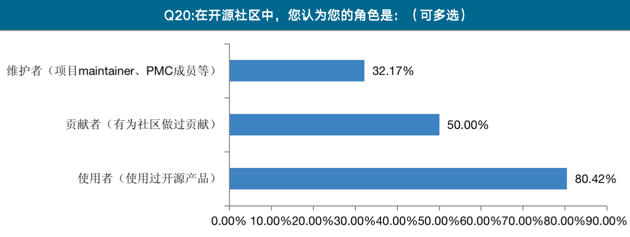 Q20:在开源社区中，您认为您的角色是：（可多选）
维护者（项目maintainer、PMC成员等）
32.17%
贡献者（有为社区做过贡献）
50.00%
使用者（使用过开源产品）
80.42%
0.00% 10.00% 20.00% 30.00% 40.00% 50.00% 60.00% 70.00% 80.00% 90.00%